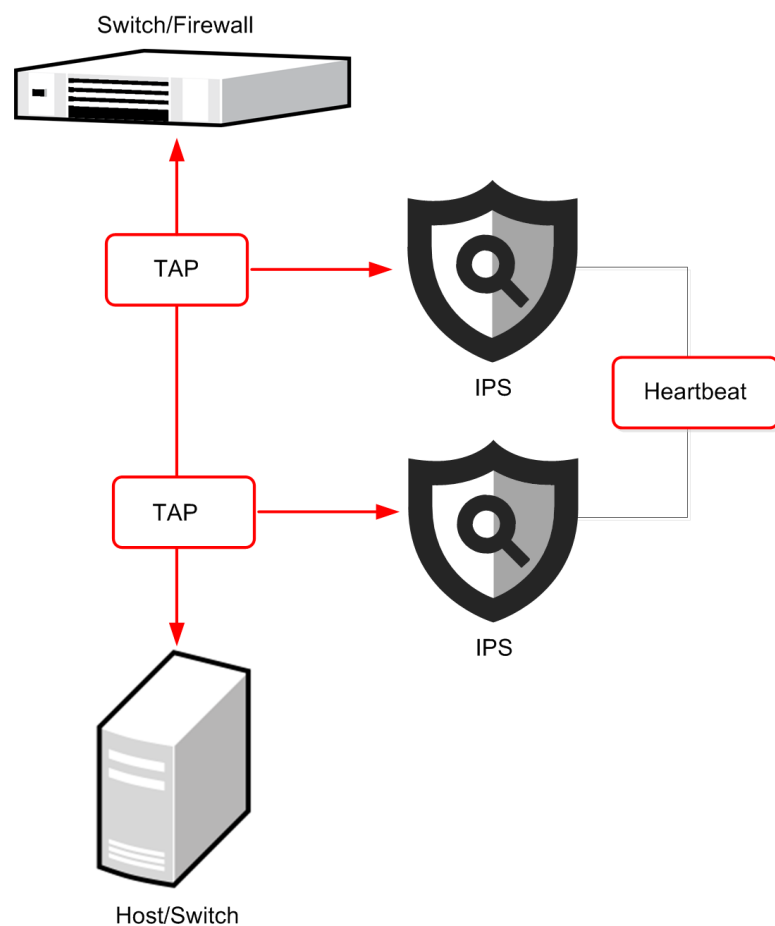 Switch/Firewall
TAP
IPS
Heartbeat
TAP
IPS
Host/Switch